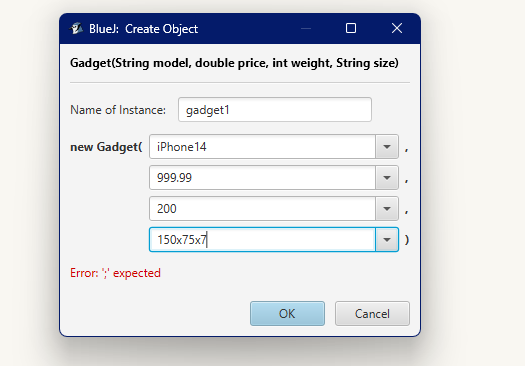 BlueJ: Create Object
Gadget(String model, double price, int weight, String size)
Name of Instance: gadget1
new Gadget( iPhone14 ,
999.99 ,
200 ,
150x75x7 )
Error: ';' expected
OK Cancel